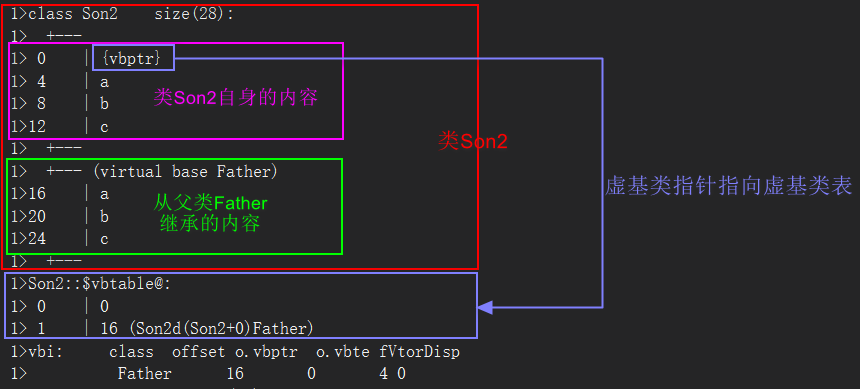 1>class Son2    size(28):
1>  +---
1> 0    | {vbptr}
1> 4    | a
1> 8    | b
类Son2自身的内容
1>12    | c
1>  +---
类Son2
1>  +--- (virtual base Father)
1>16    | a
从父类Father
1>20    | b
继承的内容
1>24    | c
1>  +---
虚基类指针指向虚基类表
1>Son2::$vbtable@:
1> 0    | 0
1> 1    | 16 (Son2d(Son2+0)Father)
1>vbi:     class  offset o.vbptr  o.vbte fVtorDisp
1>          Father      16       0       4 0